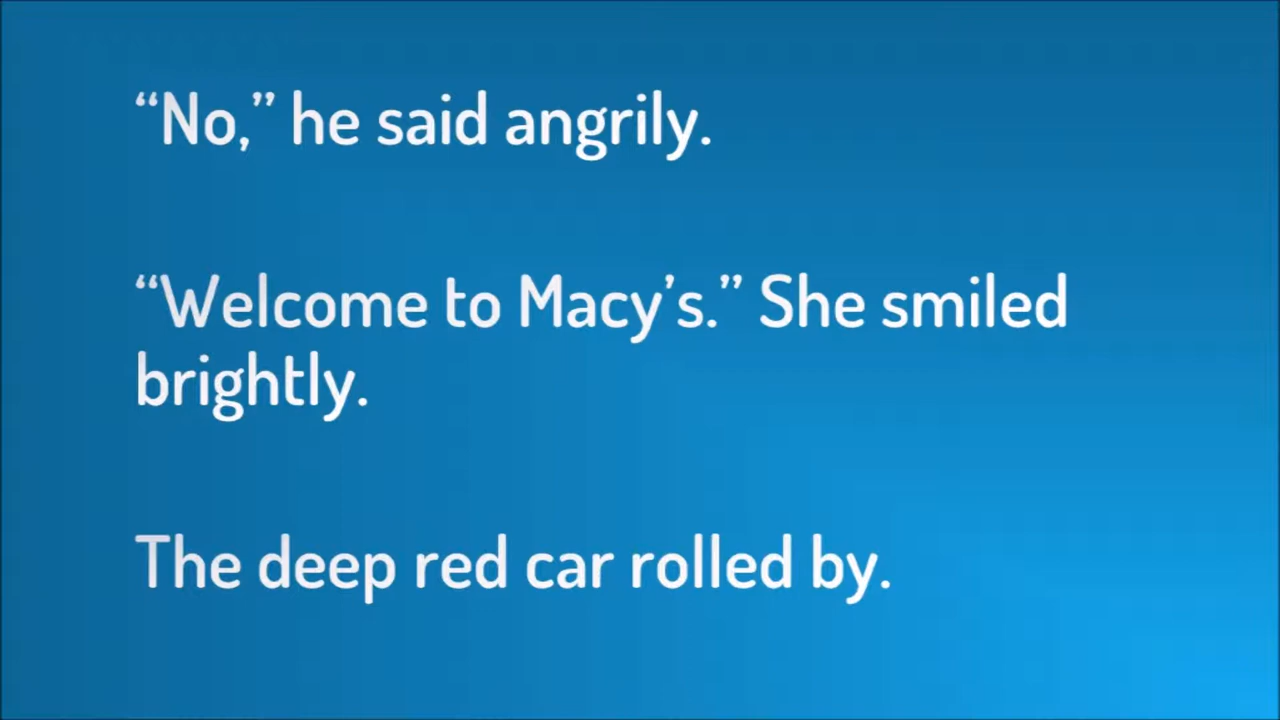 “No,” he said angrily.
“Welcome to Macy’s.” She smiled
brightly.
The deep red car rolled by.